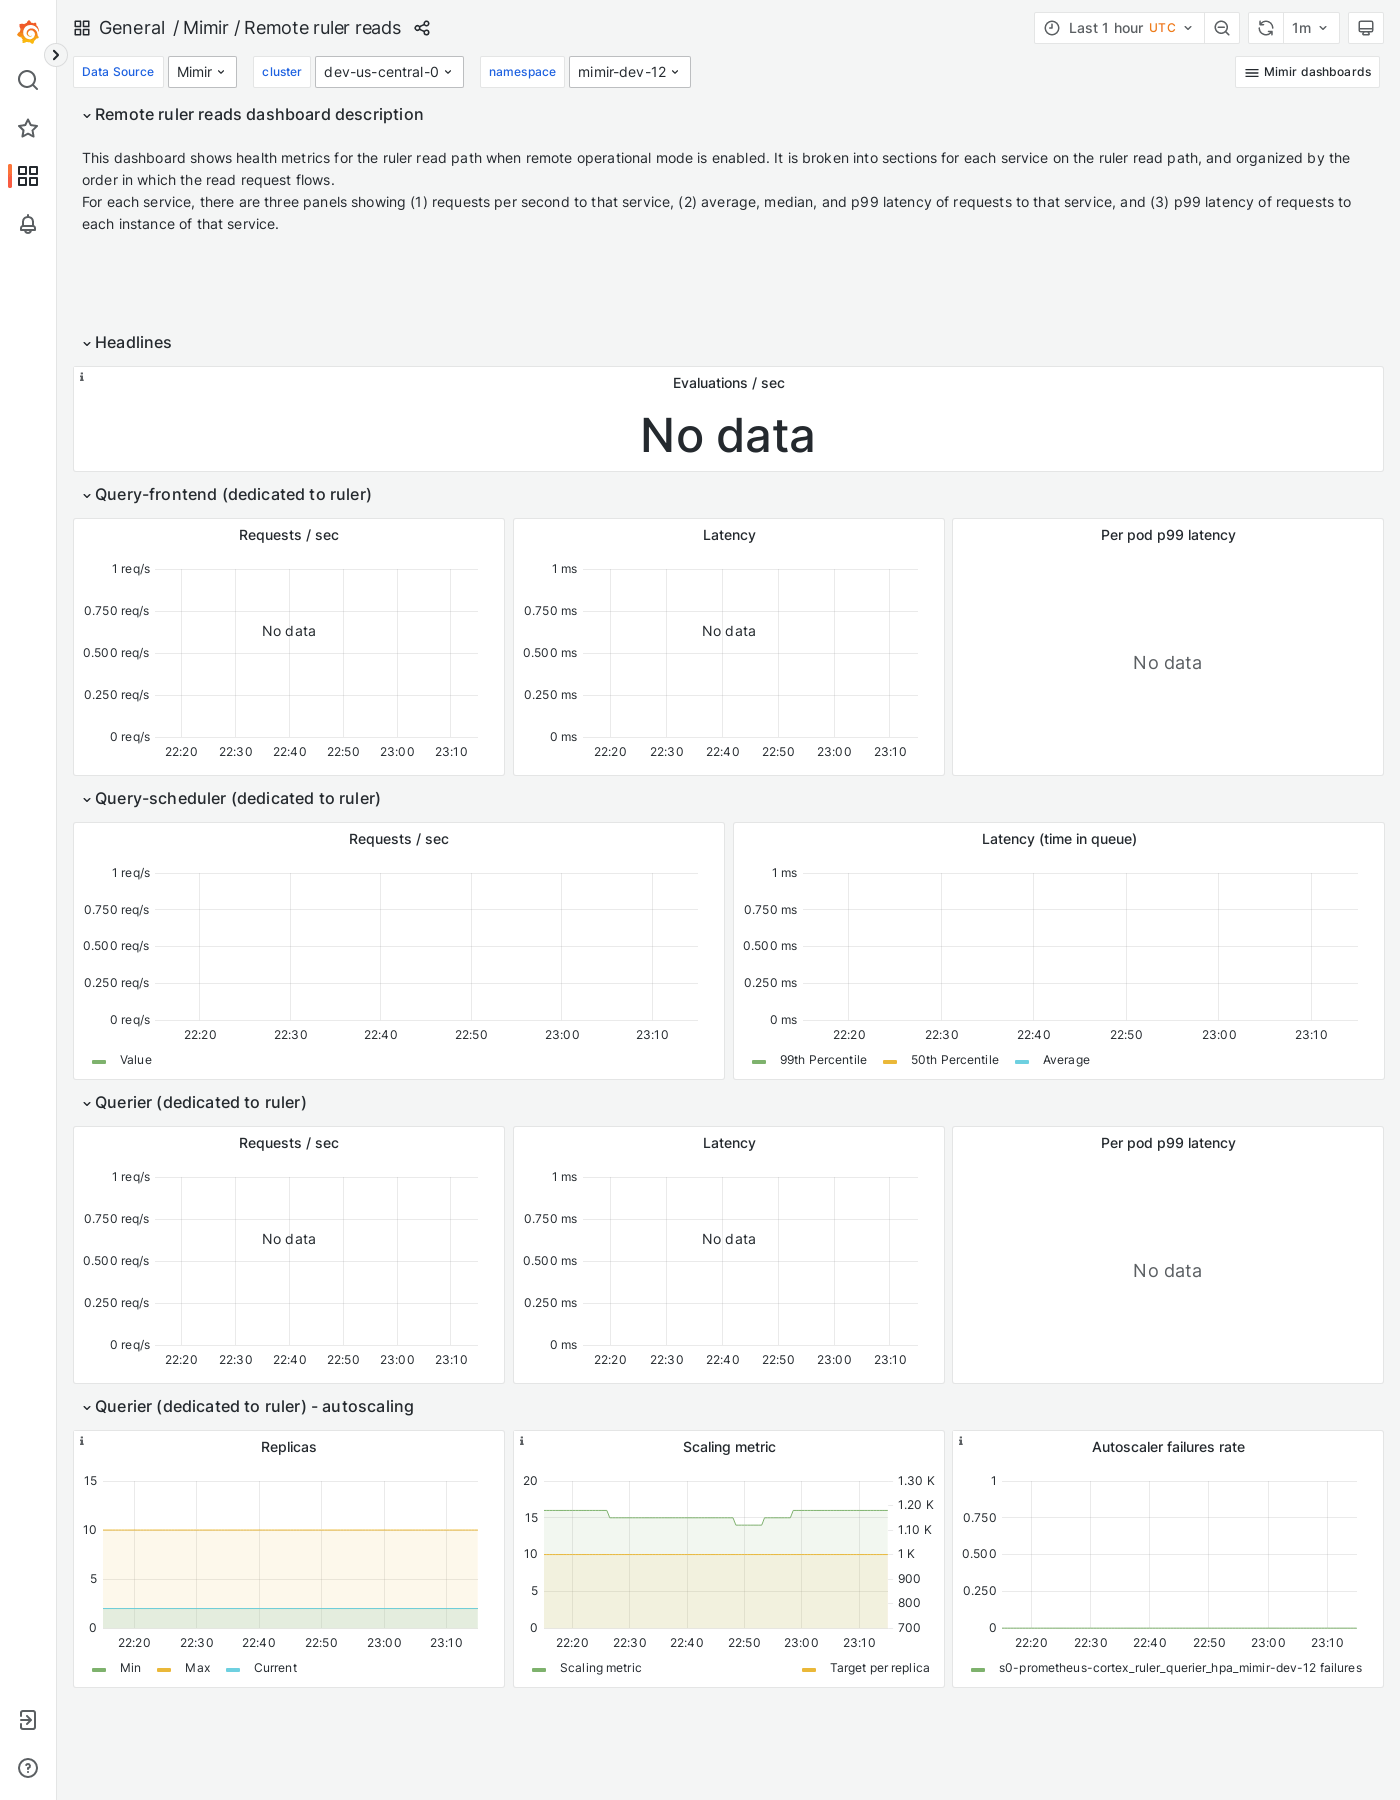 General / Mimir / Remote ruler reads
Last 1 hour UTC
1m
Data Source
Mimir
cluster
dev-us-central-0
namespace
mimir-dev-12
Mimir dashboards
Remote ruler reads dashboard description
This dashboard shows health metrics for the ruler read path when remote operational mode is enabled. It is broken into sections for each service on the ruler read path, and organized by the
order in which the read request flows.
For each service, there are three panels showing (1) requests per second to that service, (2) average, median, and p99 latency of requests to that service, and (3) p99 latency of requests to
each instance of that service.
Headlines
Evaluations / sec
No data
Query-frontend (dedicated to ruler)
Requests / sec
1 req/s
0.750 req/s
No data
0.500 req/s
0.250 req/s
0 req/s
22:20 22:30 22:40 22:50 23:00 23:10
Latency
1 ms
0.750 ms
No data
0.500 ms
0.250 ms
0 ms
22:20 22:30 22:40 22:50 23:00 23:10
Per pod p99 latency
No data
Query-scheduler (dedicated to ruler)
Requests / sec
1 req/s
0.750 req/s
0.500 req/s
0.250 req/s
0 req/s
22:20 22:30 22:40 22:50 23:00 23:10
Value
Latency (time in queue)
1 ms
0.750 ms
0.500 ms
0.250 ms
0 ms
22:20 22:30 22:40 22:50 23:00 23:10
99th Percentile 50th Percentile Average
Querier (dedicated to ruler)
Requests / sec
1 req/s
0.750 req/s
No data
0.500 req/s
0.250 req/s
0 req/s
22:20 22:30 22:40 22:50 23:00 23:10
Latency
1 ms
0.750 ms
No data
0.500 ms
0.250 ms
0 ms
22:20 22:30 22:40 22:50 23:00 23:10
Per pod p99 latency
No data
Querier (dedicated to ruler) - autoscaling
Replicas
15
10
5
0
22:20 22:30 22:40 22:50 23:00 23:10
Min Max Current
Scaling metric
20 1.30 K
1.20 K
15
1.10 K
10 1 K
900
5
800
0 700
22:20 22:30 22:40 22:50 23:00 23:10
Scaling metric Target per replica
Autoscaler failures rate
1
0.750
0.500
0.250
0
22:20 22:30 22:40 22:50 23:00 23:10
s0-prometheus-cortex_ruler_querier_hpa_mimir-dev-12 failures